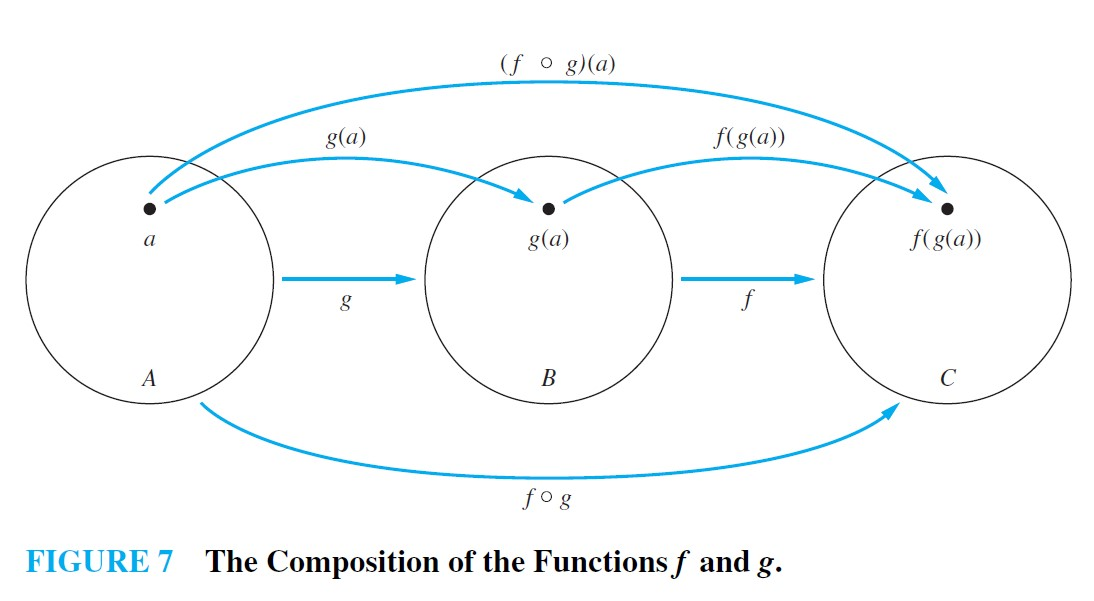 (f ∘ g)(a)
g(a) f(g(a))
a g(a) f(g(a))
g f
A B C
f ∘ g
FIGURE 7 The Composition of the Functions f and g.